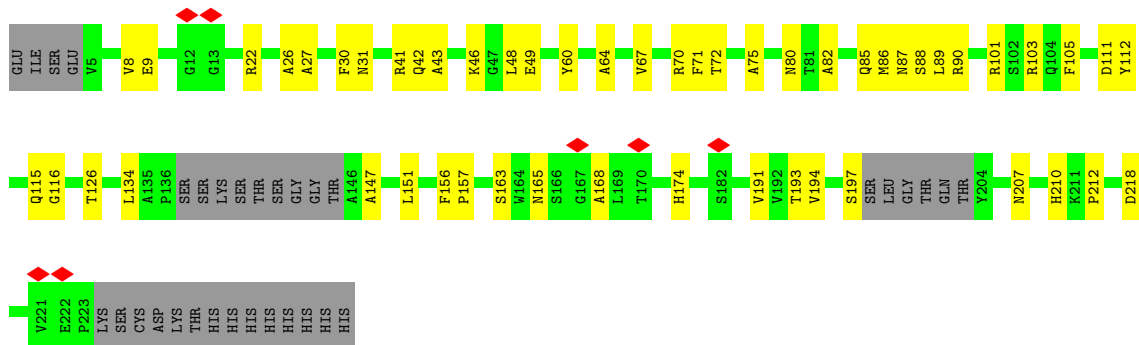 GLU ILE SER GLU V5 V8 E9 G12 G13 R22 A26 A27 F30 N31 R41 Q42 A43 K46 G47 L48 E49 Y60 A64 V67 R70 F71 T72 A75 N80 T81 A82 Q85 M86 N87 S88 L89 R90 R101 S102 R103 Q104 F105 D111 Y112
Q115 G116 T126 L134 A135 P136 SER SER LYS SER THR SER GLY GLY THR A146 A147 L151 F156 P157 S163 W164 N165 S166 G167 A168 L169 T170 H174 S182 V191 V192 T193 V194 S197 SER LEU GLY THR GLN THR Y204 N207 H210 K211 P212 D218
V221 E222 P223 LYS SER CYS ASP LYS THR HIS HIS HIS HIS HIS HIS HIS HIS